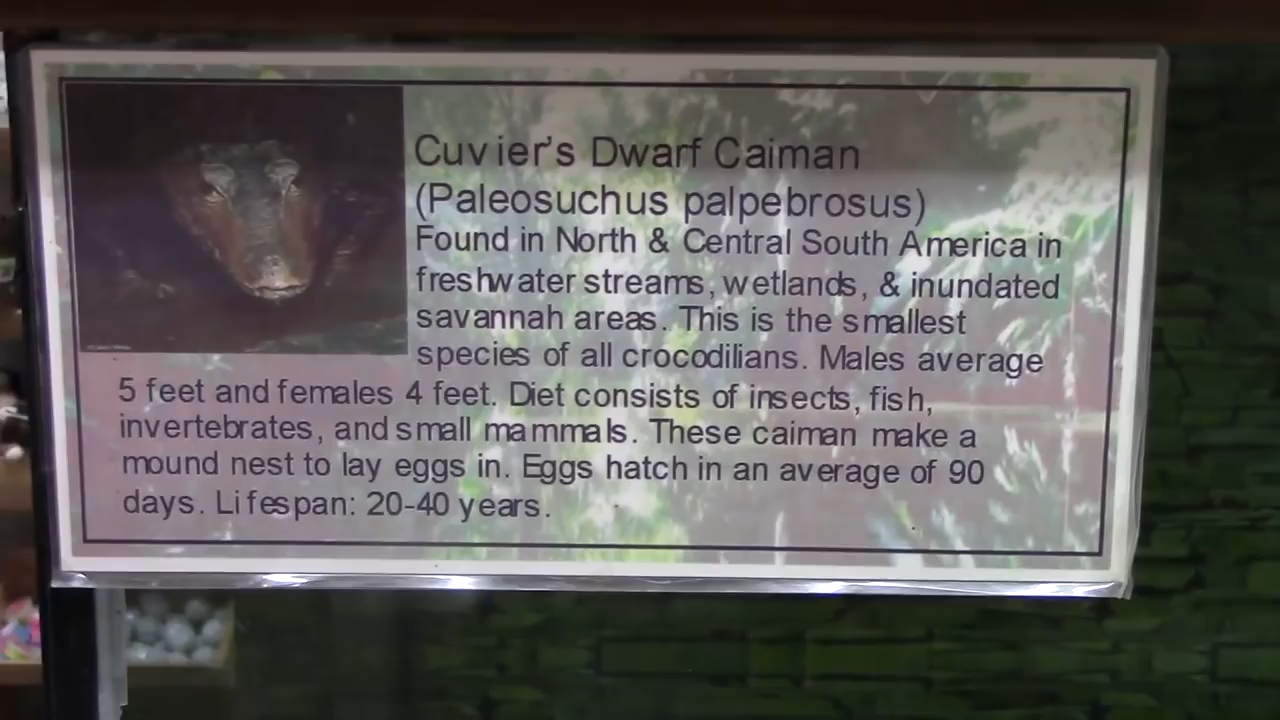 Cuvier's Dwarf Caiman
(Paleosuchus palpebrosus)
Found in North & Central South America in
freshwater streams, wetlands, & inundated
savannah areas. This is the smallest
species of all crocodilians. Males average
5 feet and females 4 feet. Diet consists of insects, fish,
invertebrates, and small mammals. These caiman make a
mound nest to lay eggs in. Eggs hatch in an average of 90
days. Lifespan: 20-40 years.